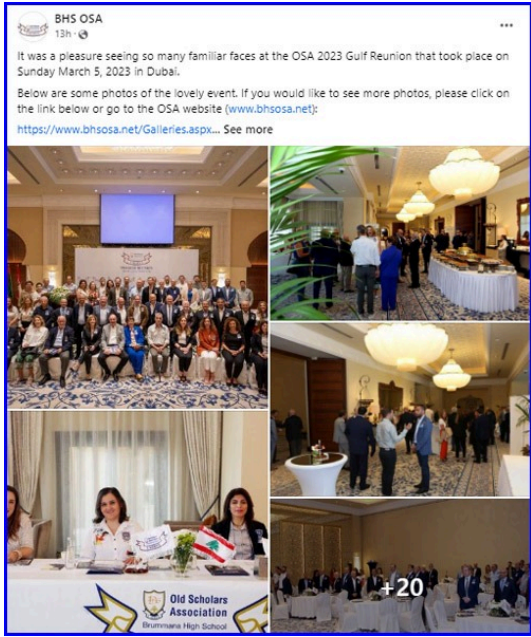 BHS OSA
13h
It was a pleasure seeing so many familiar faces at the OSA 2023 Gulf Reunion that took place on
Sunday March 5, 2023 in Dubai.
Below are some photos of the lovely event. If you would like to see more photos, please click on
the link below or go to the OSA website (www.bhsosa.net):
https://www.bhsosa.net/Galleries.aspx... See more
+20
Old Scholars
Association
Brummana High School